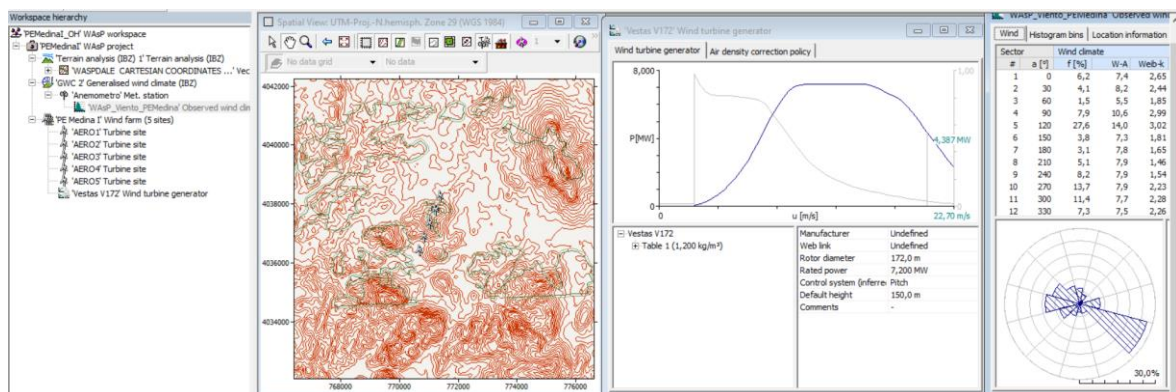 Workspace hierarchy
'PEMedinaI_OH' WAsP workspace
'PEMedinaI' WAsP project
'Terrain analysis (IBZ) 1' Terrain analysis (IBZ)
'WASPDALE CARTESIAN COORDINATES ...' Vec
'GWC 2' Generalised wind climate (IBZ)
'Anemometro' Met. station
'WAsP_Viento_PEMedina' Observed wind clim
'PE Medina I' Wind farm (5 sites)
'AERO1' Turbine site
'AERO2' Turbine site
'AERO3' Turbine site
'AERO4' Turbine site
'AERO5' Turbine site
'Vestas V172' Wind turbine generator
Spatial View: UTM-Proj.-N.hemisph. Zone 29 (WGS 1984)
1
No data grid
No data
4042000
4040000
4038000
4036000
4034000
768000 770000 772000 774000 776000
'Vestas V172' Wind turbine generator
Wind turbine generator Air density correction policy
8,000
1,00
P[MW]
4,387 MW
0
0
u [m/s]
22,70 m/s
Vestas V172
Table 1 (1,200 kg/m³)
Manufacturer Undefined
Web link Undefined
Rotor diameter 172,0 m
Rated power 7,200 MW
Control system (inferre Pitch
Default height 150,0 m
Comments -
'WAsP_Viento_PEMedina' Observed wind
Wind Histogram bins Location information
Sector Wind climate
# a [°] f [%] W-A Weib-k
1 0 6,2 7,4 2,65
2 30 4,1 8,2 2,44
3 60 1,5 5,5 1,85
4 90 7,9 10,6 2,99
5 120 27,6 14,0 3,02
6 150 3,8 7,3 1,81
7 180 3,1 7,8 1,65
8 210 5,1 7,9 1,46
9 240 8,2 7,9 1,54
10 270 13,7 7,9 2,23
11 300 11,4 7,7 2,28
12 330 7,3 7,5 2,26
30,0%